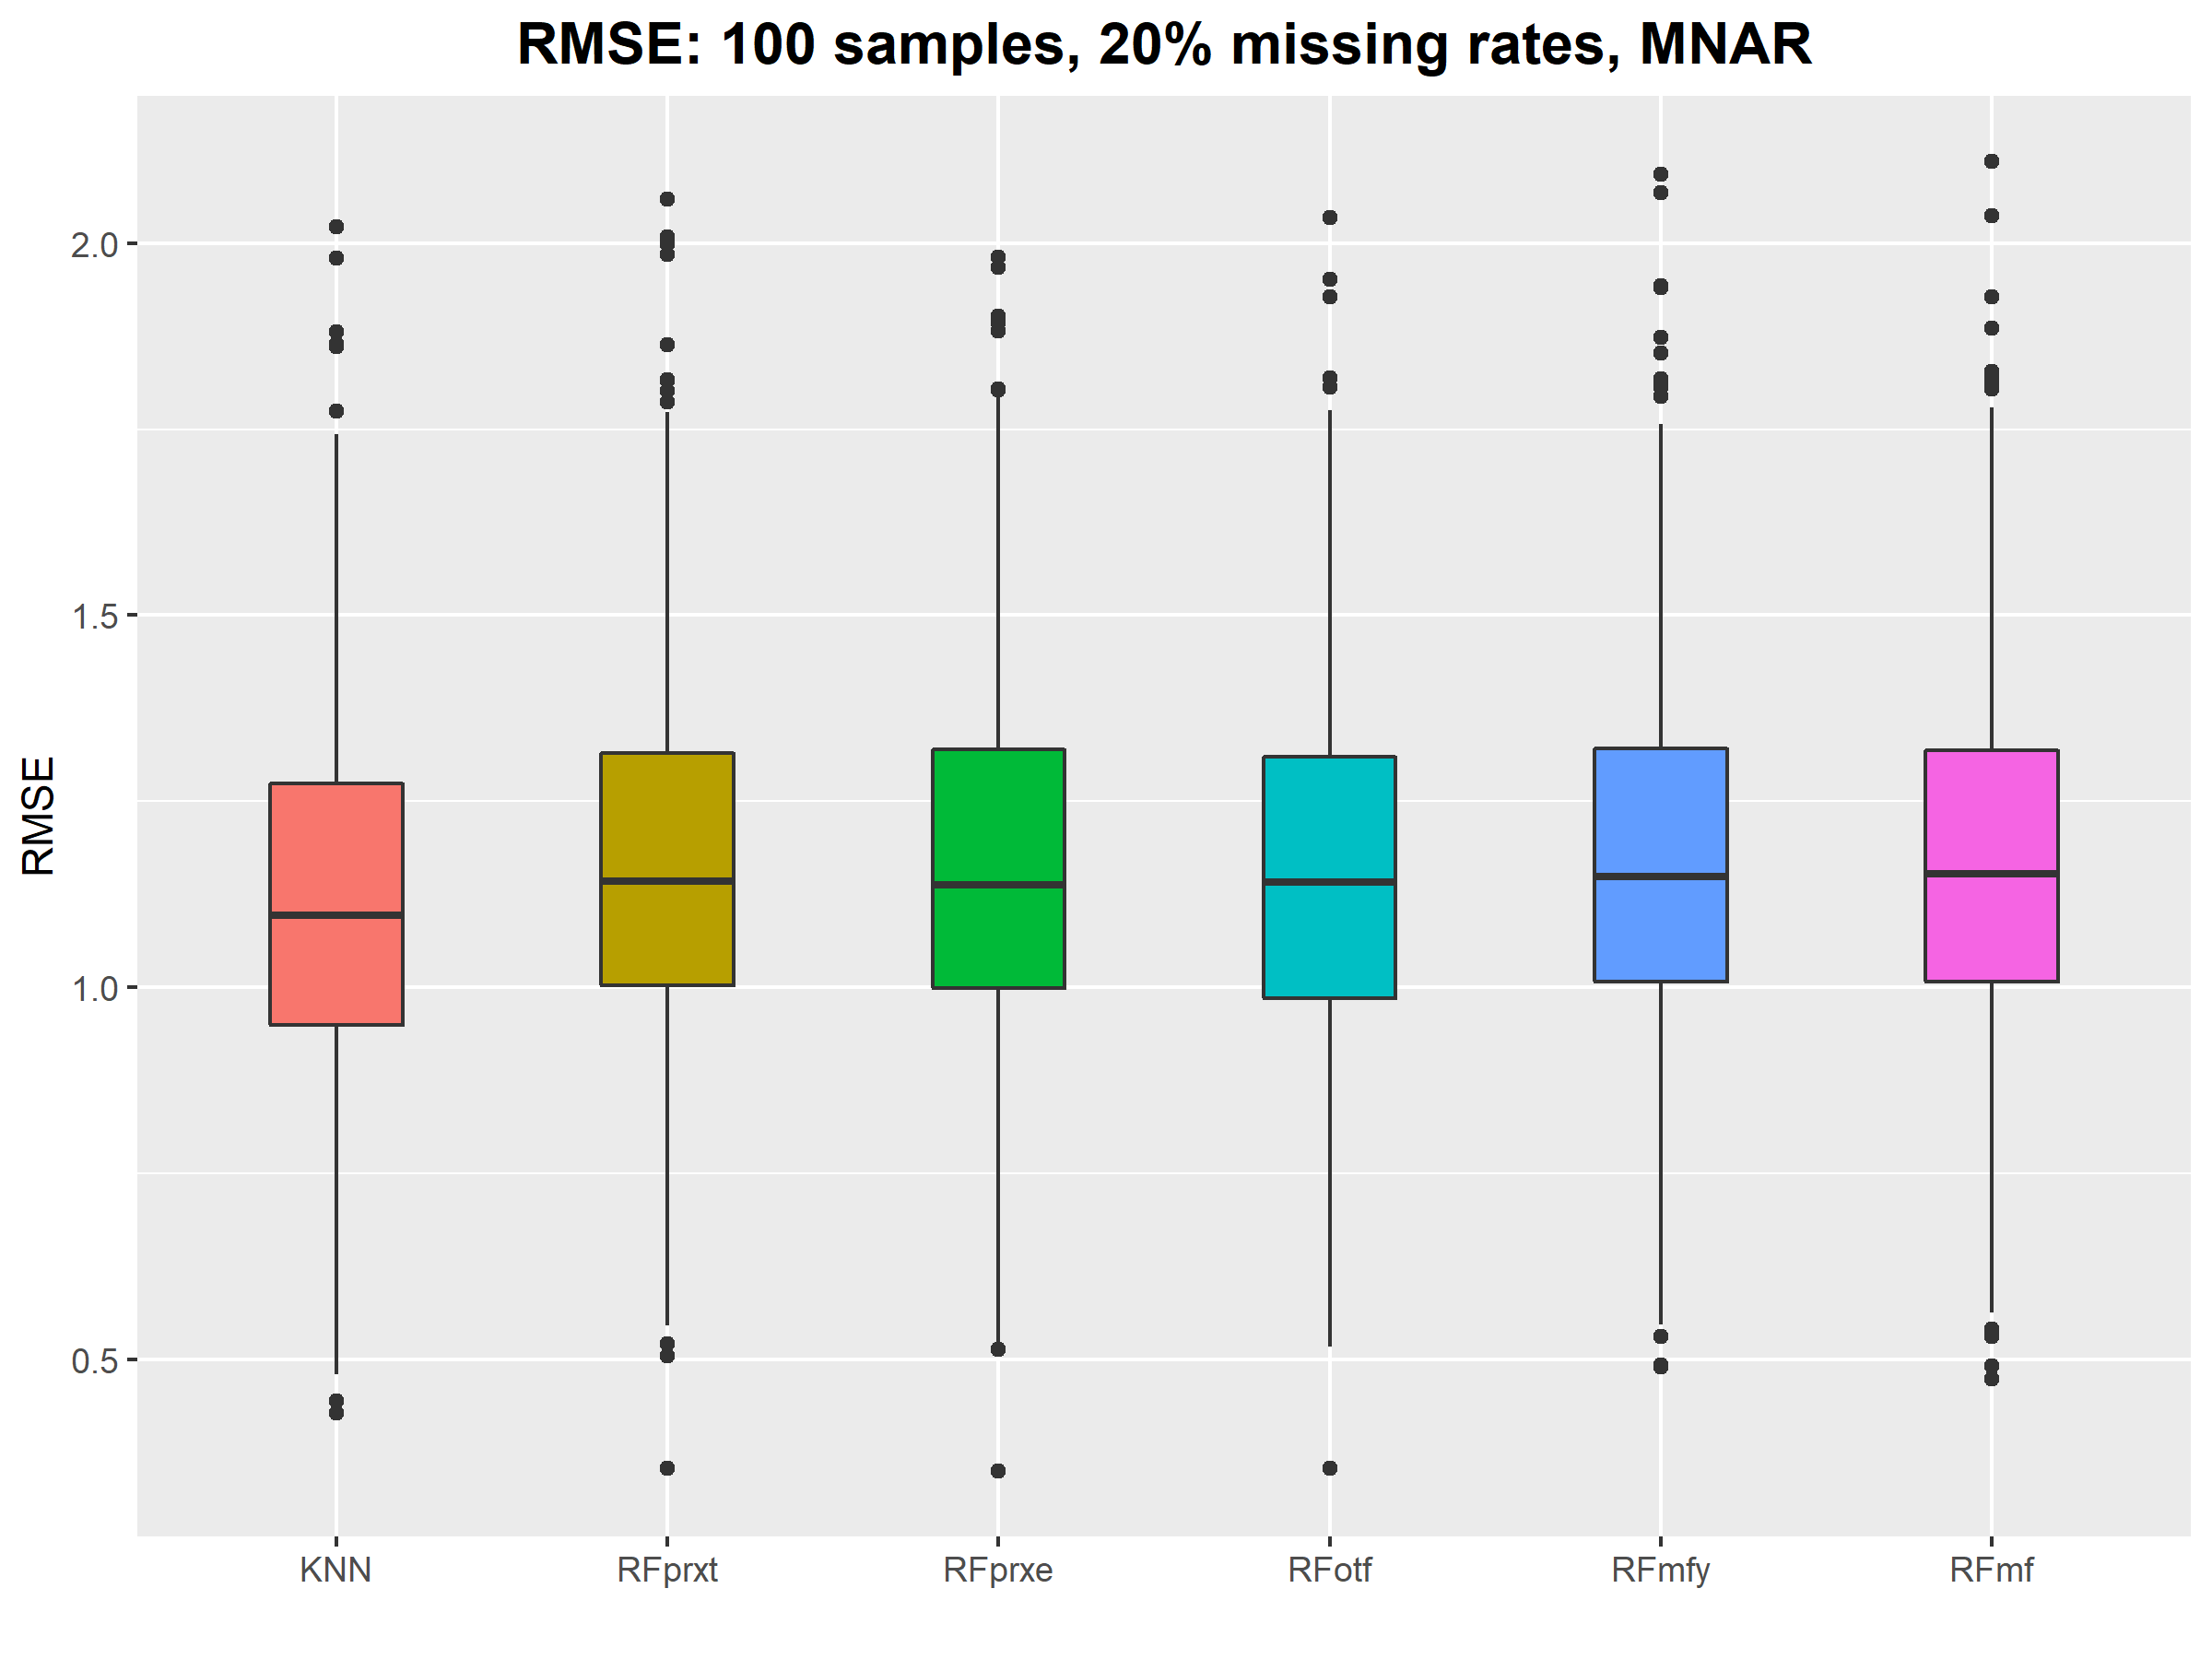 RMSE: 100 samples, 20% missing rates, MNAR
RMSE
2.0
1.5
1.0
0.5
KNN RFprxt RFprxe RFotf RFmfy RFmf